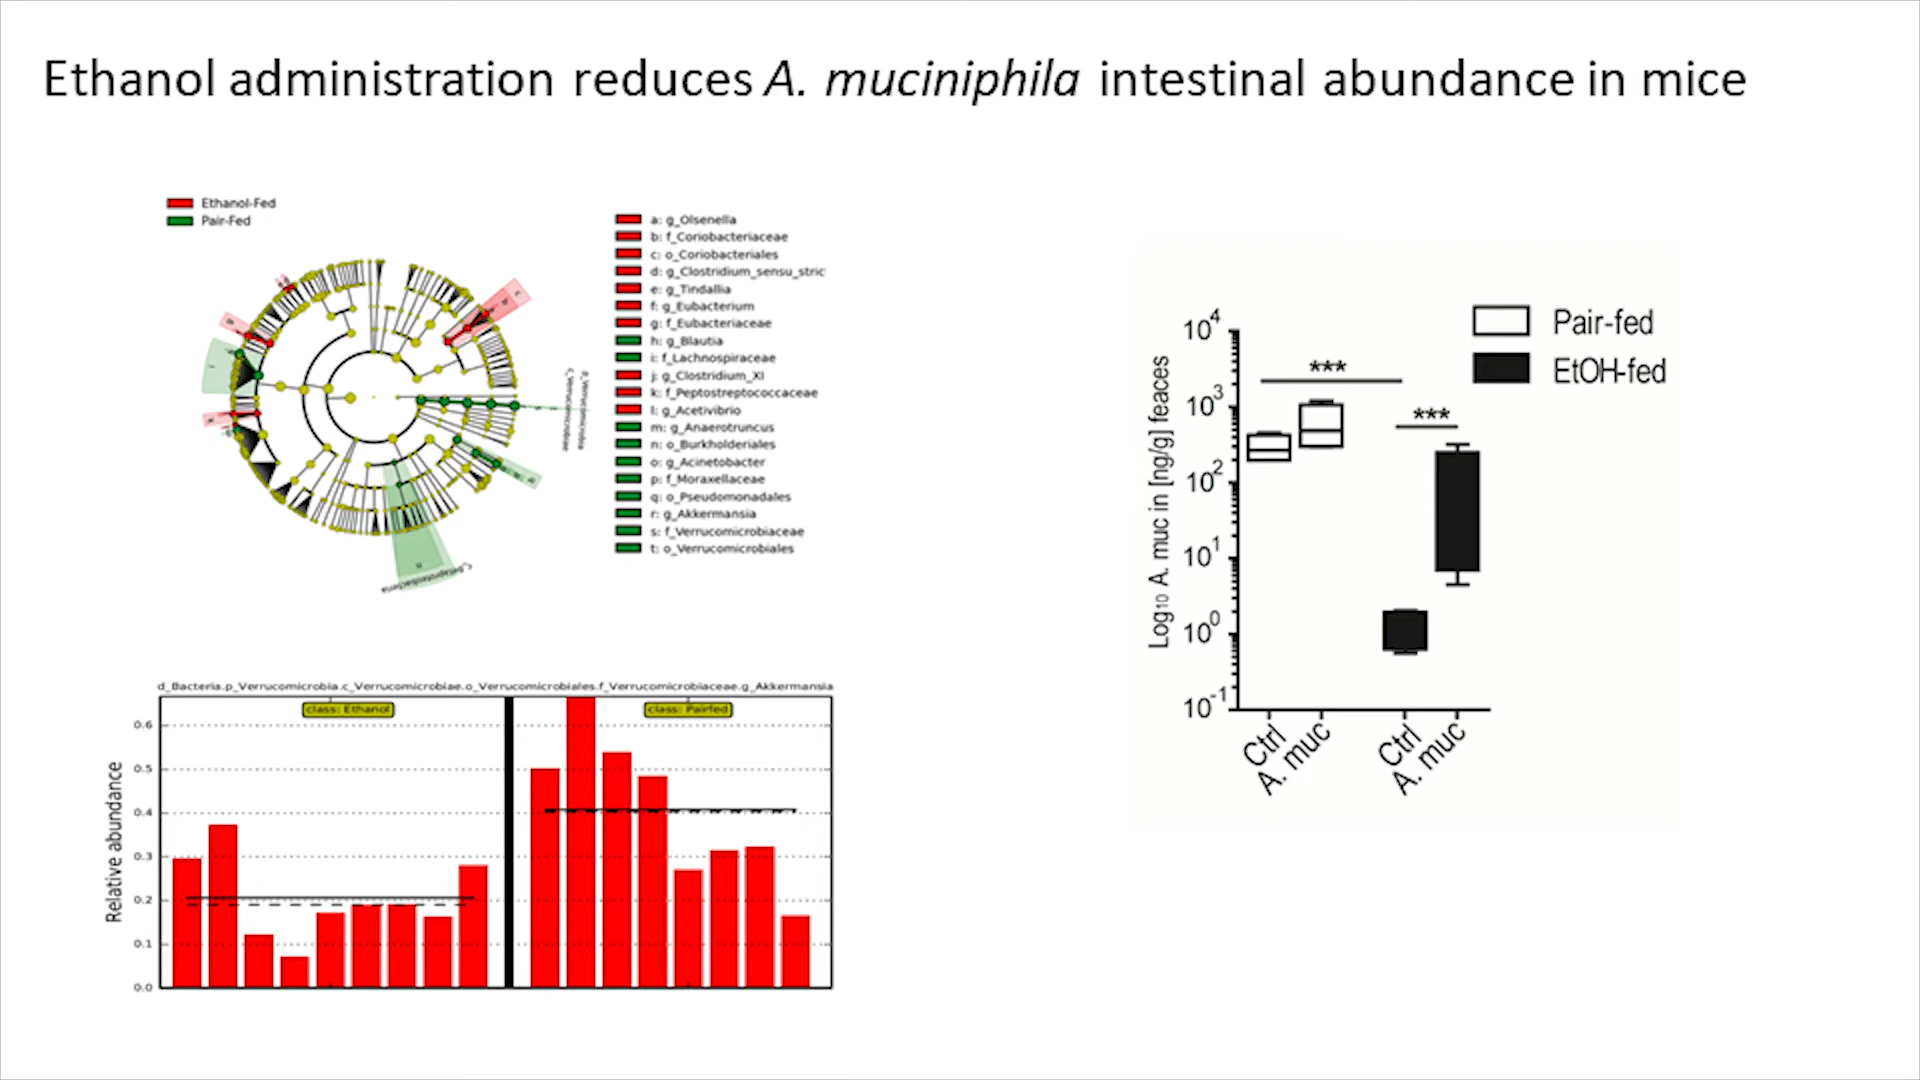 Ethanol administration reduces A. muciniphila intestinal abundance in mice
Ethanol-Fed
Pair-Fed
a: g_Olsenella
b: f_Coriobacteriaceae
c: o_Coriobacteriales
d: g_Clostridium_sensu_stric
e: g_Tindallia
f: g_Eubacterium
g: f_Eubacteriaceae
h: g_Blautia
i: f_Lachnospiraceae
j: g_Clostridium_XI
k: f_Peptostreptococcaceae
l: g_Acetivibrio
m: g_Anaerotruncus
n: o_Burkholderiales
o: g_Acinetobacter
p: f_Moraxellaceae
q: o_Pseudomonadales
r: g_Akkermansia
s: f_Verrucomicrobiaceae
t: o_Verrucomicrobiales
p_Verrucomicrobia
c_Verrucomicrobiae
c_Betaproteobacteria
d_Bacteria.p_Verrucomicrobia.c_Verrucomicrobiae.o_Verrucomicrobiales.f_Verrucomicrobiaceae.g_Akkermansia
class: Ethanol
class: Pairfed
Relative abundance
0.6
0.5
0.4
0.3
0.2
0.1
0.0
Pair-fed
EtOH-fed
Log₁₀ A. muc in [ng/g] feaces
10⁴
10³
10²
10¹
10⁰
10⁻¹
***
***
Ctrl
A. muc
Ctrl
A. muc